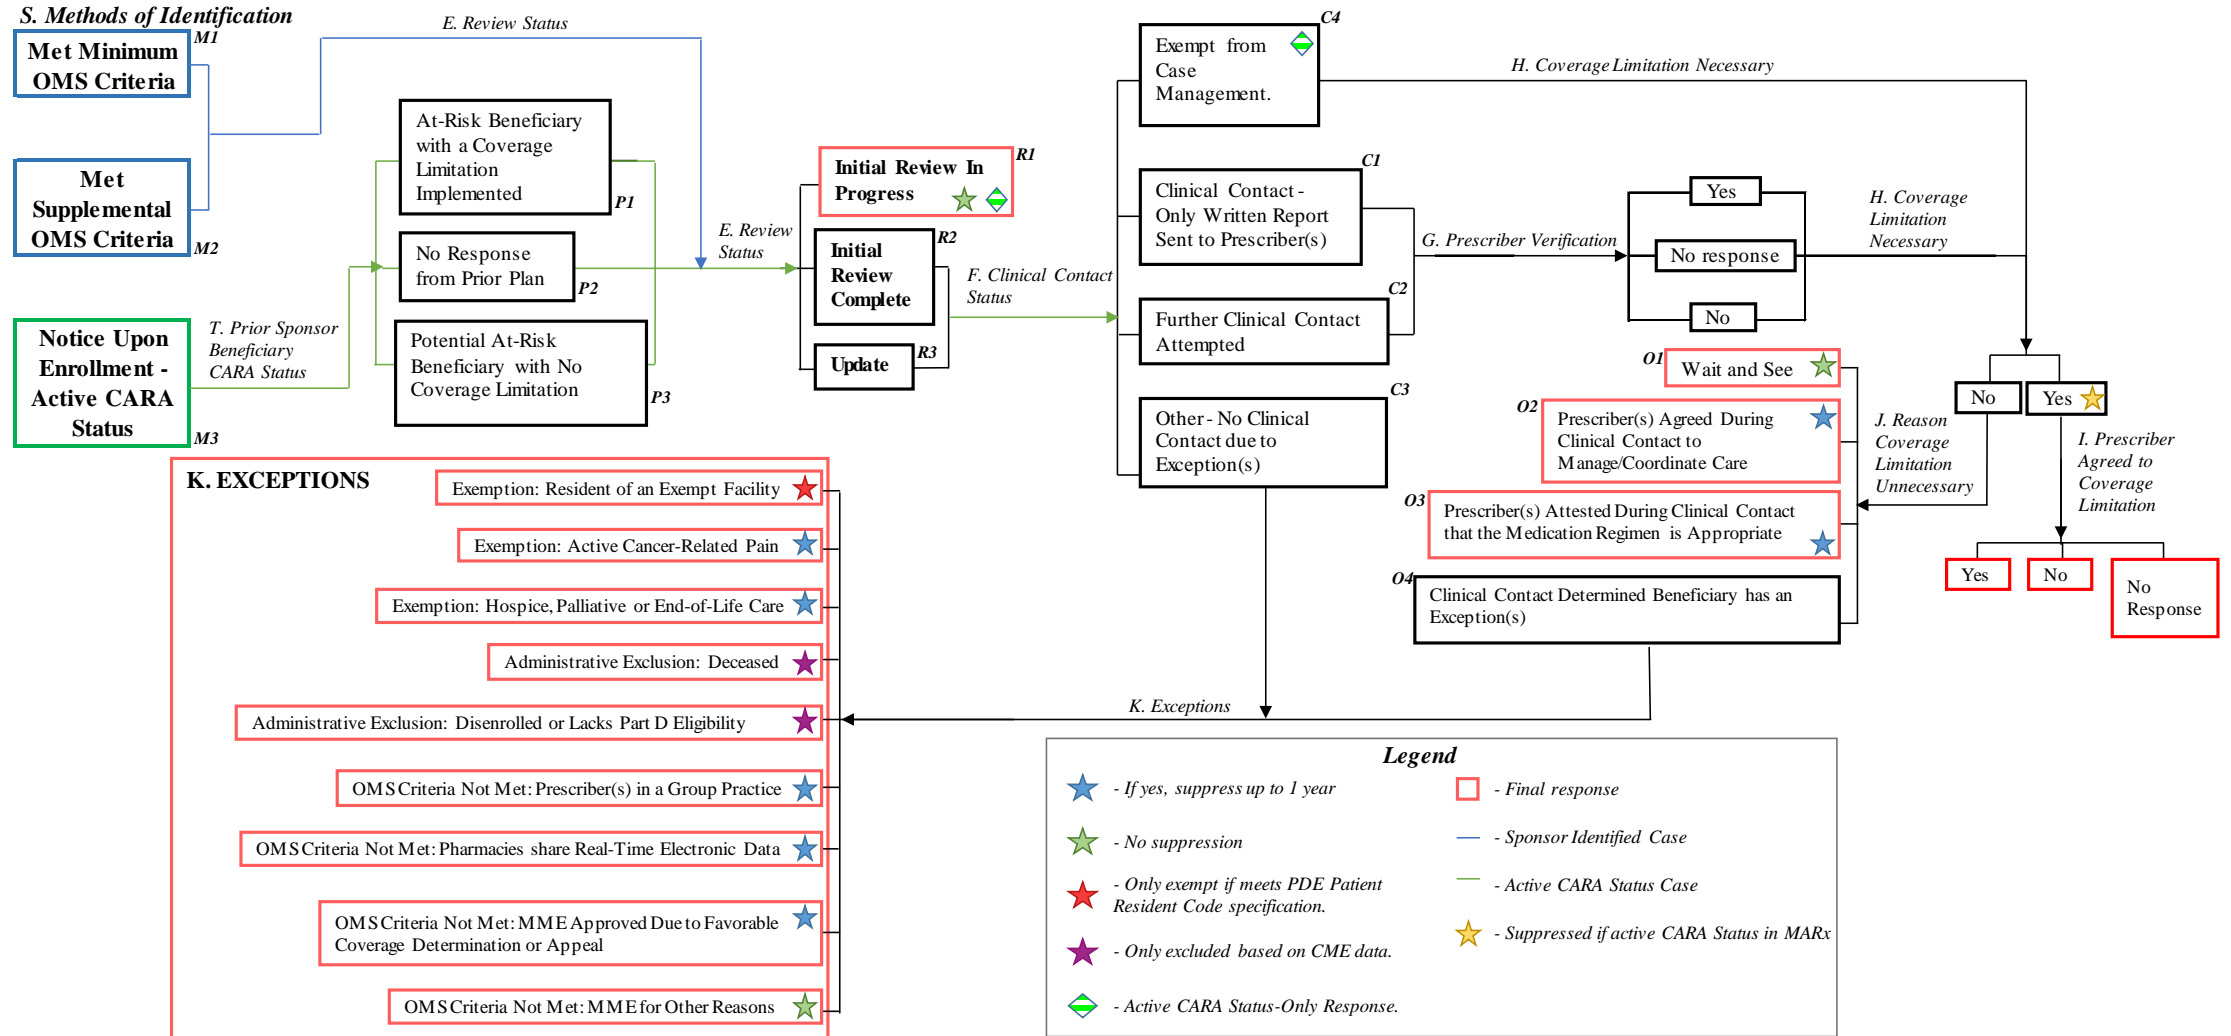 S. Methods of Identification
M1
Met Minimum
OMS Criteria
Met
Supplemental
OMS Criteria
M2
Notice Upon
Enrollment -
Active CARA
Status
M3
E. Review Status
T. Prior Sponsor
Beneficiary
CARA Status
At-Risk Beneficiary
with a Coverage
Limitation
Implemented
P1
No Response
from Prior Plan
P2
Potential At-Risk
Beneficiary with No
Coverage Limitation
P3
E. Review
Status
R1
Initial Review In
Progress
R2
Initial
Review
Complete
R3
Update
F. Clinical Contact
Status
C4
Exempt from
Case
Management.
C1
Clinical Contact -
Only Written Report
Sent to Prescriber(s)
C2
Further Clinical Contact
Attempted
C3
Other - No Clinical
Contact due to
Exception(s)
H. Coverage Limitation Necessary
G. Prescriber Verification
Yes
No response
No
H. Coverage
Limitation
Necessary
O1
Wait and See
O2
Prescriber(s) Agreed During
Clinical Contact to
Manage/Coordinate Care
O3
Prescriber(s) Attested During Clinical Contact
that the Medication Regimen is Appropriate
O4
Clinical Contact Determined Beneficiary has an
Exception(s)
No
Yes
J. Reason
Coverage
Limitation
Unnecessary
I. Prescriber
Agreed to
Coverage
Limitation
Yes
No
No
Response
K. EXCEPTIONS
Exemption: Resident of an Exempt Facility
Exemption: Active Cancer-Related Pain
Exemption: Hospice, Palliative or End-of-Life Care
Administrative Exclusion: Deceased
Administrative Exclusion: Disenrolled or Lacks Part D Eligibility
OMS Criteria Not Met: Prescriber(s) in a Group Practice
OMS Criteria Not Met: Pharmacies share Real-Time Electronic Data
OMS Criteria Not Met: MME Approved Due to Favorable
Coverage Determination or Appeal
OMS Criteria Not Met: MME for Other Reasons
K. Exceptions
Legend
- If yes, suppress up to 1 year
- No suppression
- Only exempt if meets PDE Patient
Resident Code specification.
- Only excluded based on CME data.
- Active CARA Status-Only Response.
- Final response
- Sponsor Identified Case
- Active CARA Status Case
- Suppressed if active CARA Status in MARx